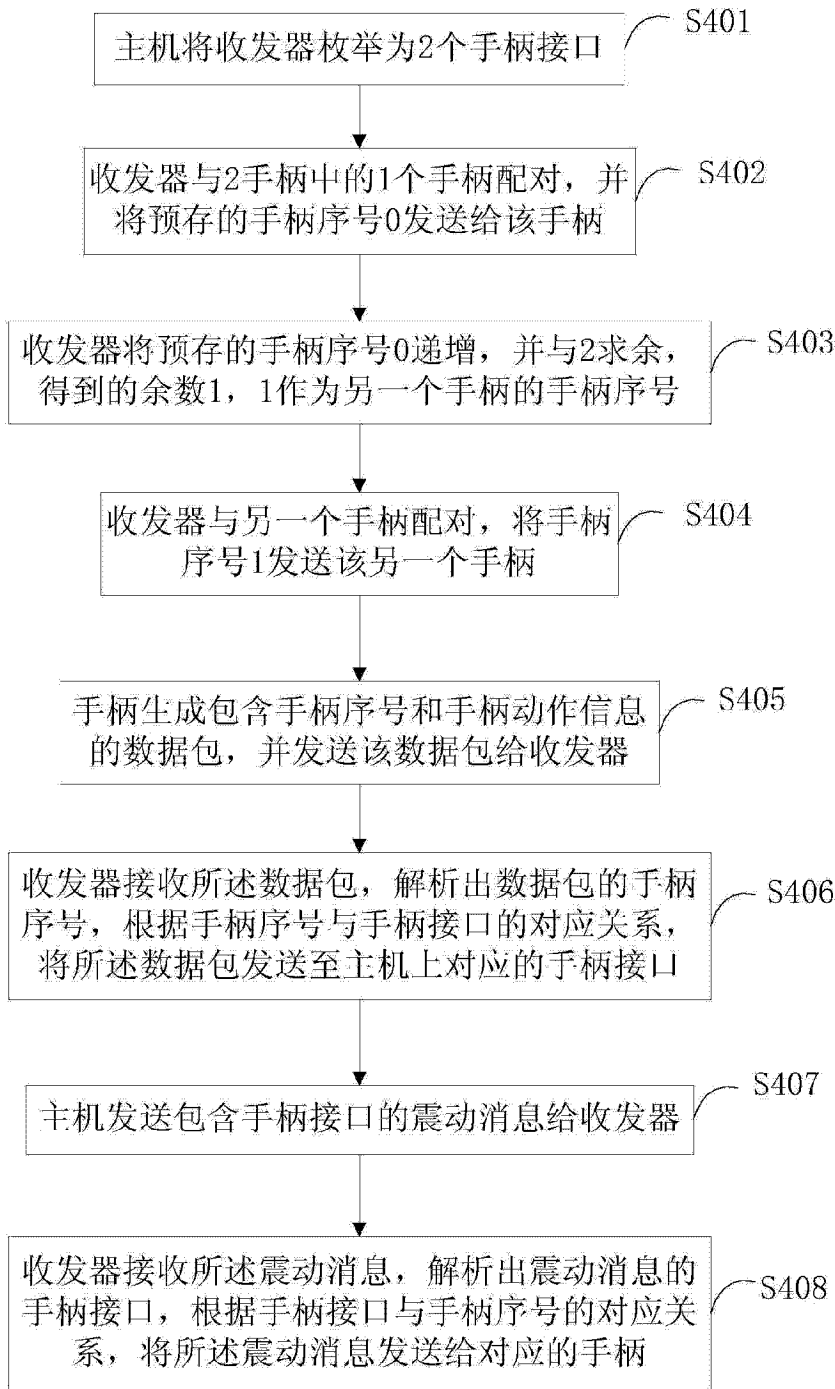 主机将收发器枚举为2个手柄接口
S401
收发器与2手柄中的1个手柄配对，并
将预存的手柄序号0发送给该手柄
S402
收发器将预存的手柄序号0递增，并与2求余，
得到的余数1，1作为另一个手柄的手柄序号
S403
收发器与另一个手柄配对，将手柄
序号1发送该另一个手柄
S404
手柄生成包含手柄序号和手柄动作信息
的数据包，并发送该数据包给收发器
S405
收发器接收所述数据包，解析出数据包的手柄
序号，根据手柄序号与手柄接口的对应关系，
将所述数据包发送至主机上对应的手柄接口
S406
主机发送包含手柄接口的震动消息给收发器
S407
收发器接收所述震动消息，解析出震动消息的
手柄接口，根据手柄接口与手柄序号的对应关
系，将所述震动消息发送给对应的手柄
S408